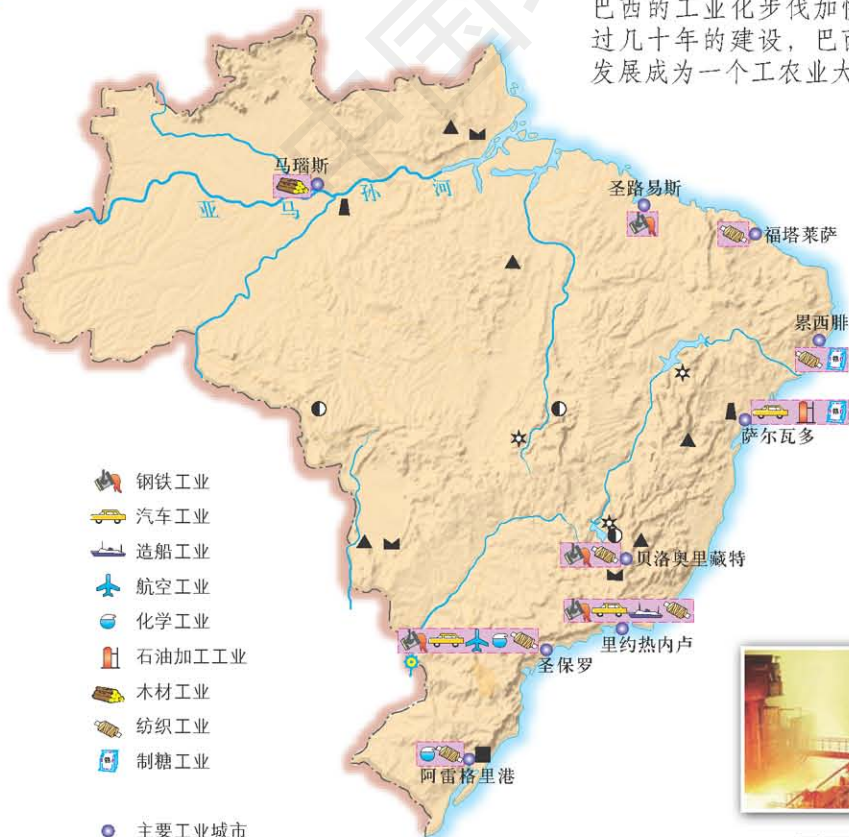 巴西的工业化步伐加快
过几十年的建设，巴西
发展成为一个工农业大
马瑙斯
亚马孙河
圣路易斯
福塔莱萨
累西腓
萨尔瓦多
贝洛奥里藏特
里约热内卢
圣保罗
阿雷格里港
钢铁工业
汽车工业
造船工业
航空工业
化学工业
石油加工工业
木材工业
纺织工业
制糖工业
主要工业城市